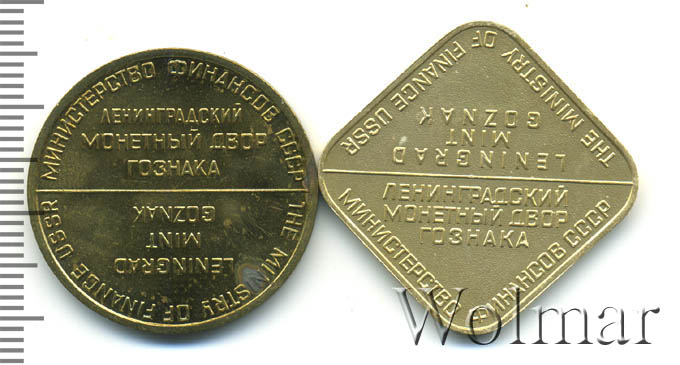 МИНИСТЕРСТВО ФИНАНСОВ СССР
ЛЕНИНГРАДСКИЙ
МОНЕТНЫЙ ДВОР
ГОЗНАКА
THE MINISTRY OF FINANCE USSR
LENINGRAD
MINT
GOZNAK
THE MINISTRY OF FINANCE USSR
LENINGRAD
MINT
GOZNAK
ЛЕНИНГРАДСКИЙ
МОНЕТНЫЙ ДВОР
ГОЗНАКА
МИНИСТЕРСТВО ФИНАНСОВ СССР
Wolmar